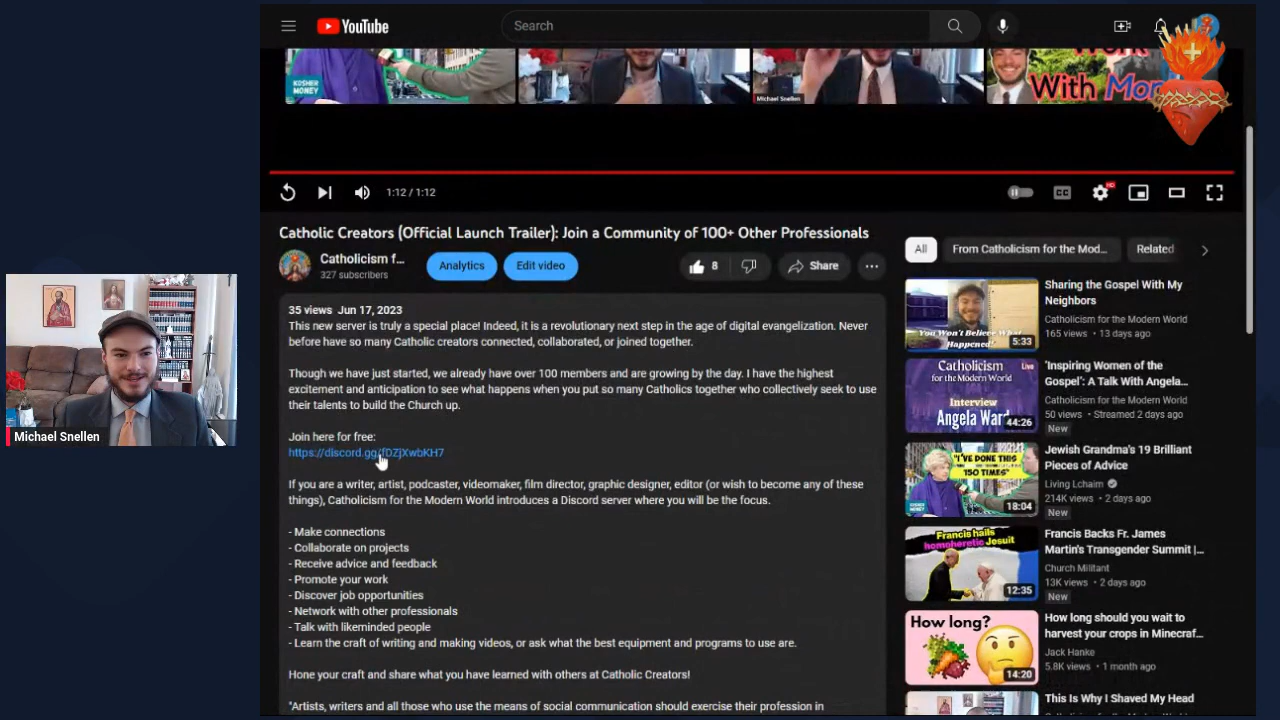 YouTube
Search
KOSHER
MONEY
Michael Snellen
With
1:12 / 1:12
CC
HD
Catholic Creators (Official Launch Trailer): Join a Community of 100+ Other Professionals
Catholicism f...
327 subscribers
Analytics
Edit video
8
Share
All
From Catholicism for the Mod...
Related
35 views Jun 17, 2023
This new server is truly a special place! Indeed, it is a revolutionary next step in the age of digital evangelization. Never
before have so many Catholic creators connected, collaborated, or joined together.
Though we have just started, we already have over 100 members and are growing by the day. I have the highest
excitement and anticipation to see what happens when you put so many Catholics together who collectively seek to use
their talents to build the Church up.
Join here for free:
https://discord.gg/fDZjXwbKH7
If you are a writer, artist, podcaster, videomaker, film director, graphic designer, editor (or wish to become any of these
things), Catholicism for the Modern World introduces a Discord server where you will be the focus.
- Make connections
- Collaborate on projects
- Receive advice and feedback
- Promote your work
- Discover job opportunities
- Network with other professionals
- Talk with likeminded people
- Learn the craft of writing and making videos, or ask what the best equipment and programs to use are.
Hone your craft and share what you have learned with others at Catholic Creators!
"Artists, writers and all those who use the means of social communication should exercise their profession in
You Won't Believe What
Happened!
5:33
Sharing the Gospel With My
Neighbors
Catholicism for the Modern World
165 views • 13 days ago
Catholicism
for the Modern World
Live
Interview
Angela Ward
44:26
'Inspiring Women of the
Gospel': A Talk With Angela...
Catholicism for the Modern World
50 views • Streamed 2 days ago
New
"I'VE DONE THIS
150 TIMES"
18:04
Jewish Grandma's 19 Brilliant
Pieces of Advice
Living Lchaim
214K views • 2 days ago
New
Francis hails
homoheretic Jesuit
12:35
Francis Backs Fr. James
Martin's Transgender Summit |...
Church Militant
13K views • 2 days ago
New
How long?
14:20
How long should you wait to
harvest your crops in Minecraf...
Jack Hanke
5.8K views • 1 month ago
This Is Why I Shaved My Head
Michael Snellen